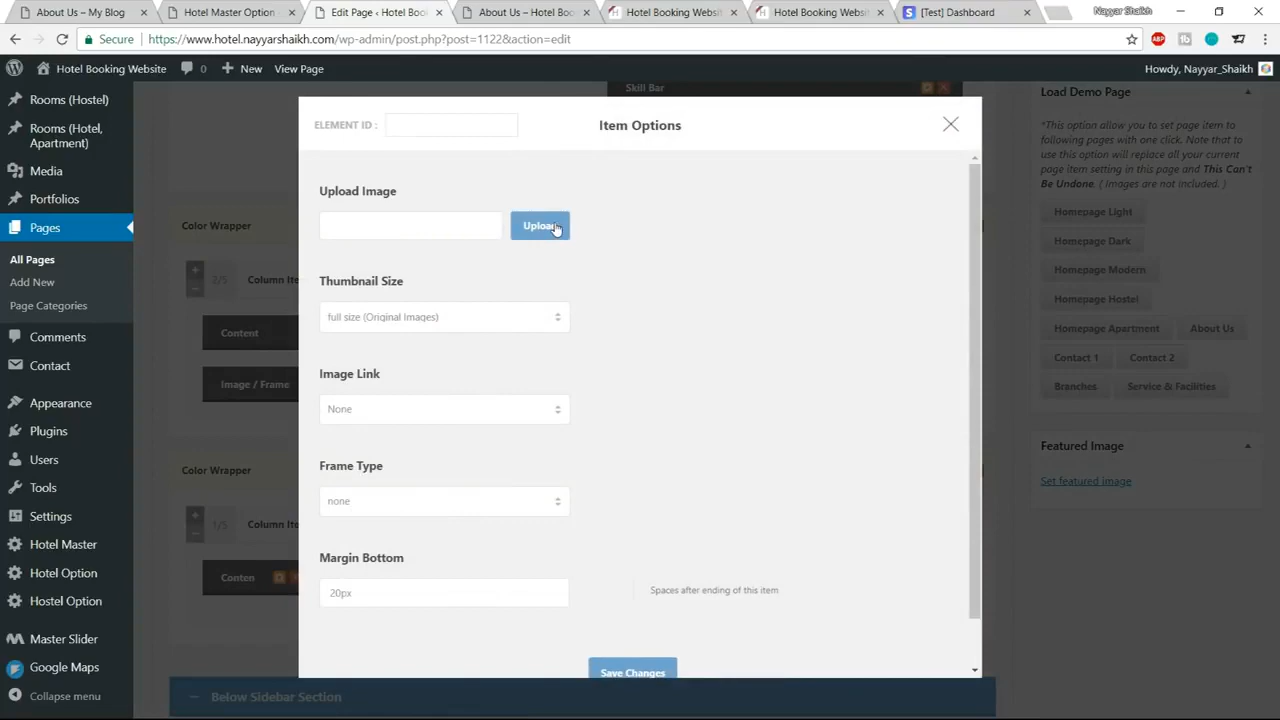 About Us – My Blog
Hotel Master Option
Edit Page ‹ Hotel Boo
About Us – Hotel Boo
Hotel Booking Websit
Hotel Booking Websit
[Test] Dashboard
Nayyar Shaikh
Secure
https://www.hotel.nayyarshaikh.com/wp-admin/post.php?post=1122&action=edit
Hotel Booking Website
0
New
View Page
Howdy, Nayyar_Shaikh
Rooms (Hostel)
Rooms (Hotel,
Apartment)
Media
Portfolios
Pages
All Pages
Add New
Page Categories
Comments
Contact
Appearance
Plugins
Users
Tools
Settings
Hotel Master
Hotel Option
Hostel Option
Master Slider
Google Maps
Collapse menu
Skill Bar
Color Wrapper
2/5
Column Ite
Content
Image / Frame
Color Wrapper
1/5
Column Ite
Conten
Below Sidebar Section
ELEMENT ID :
Item Options
Upload Image
Upload
Thumbnail Size
full size (Original Images)
Image Link
None
Frame Type
none
Margin Bottom
20px
Spaces after ending of this item
Save Changes
Load Demo Page
*This option allow you to set page item to
following pages with one click. Note that to
use this option will replace all your current
page item setting in this page and This Can't
Be Undone. ( Images are not included. )
Homepage Light
Homepage Dark
Homepage Modern
Homepage Hostel
Homepage Apartment
About Us
Contact 1
Contact 2
Branches
Service & Facilities
Featured Image
Set featured image